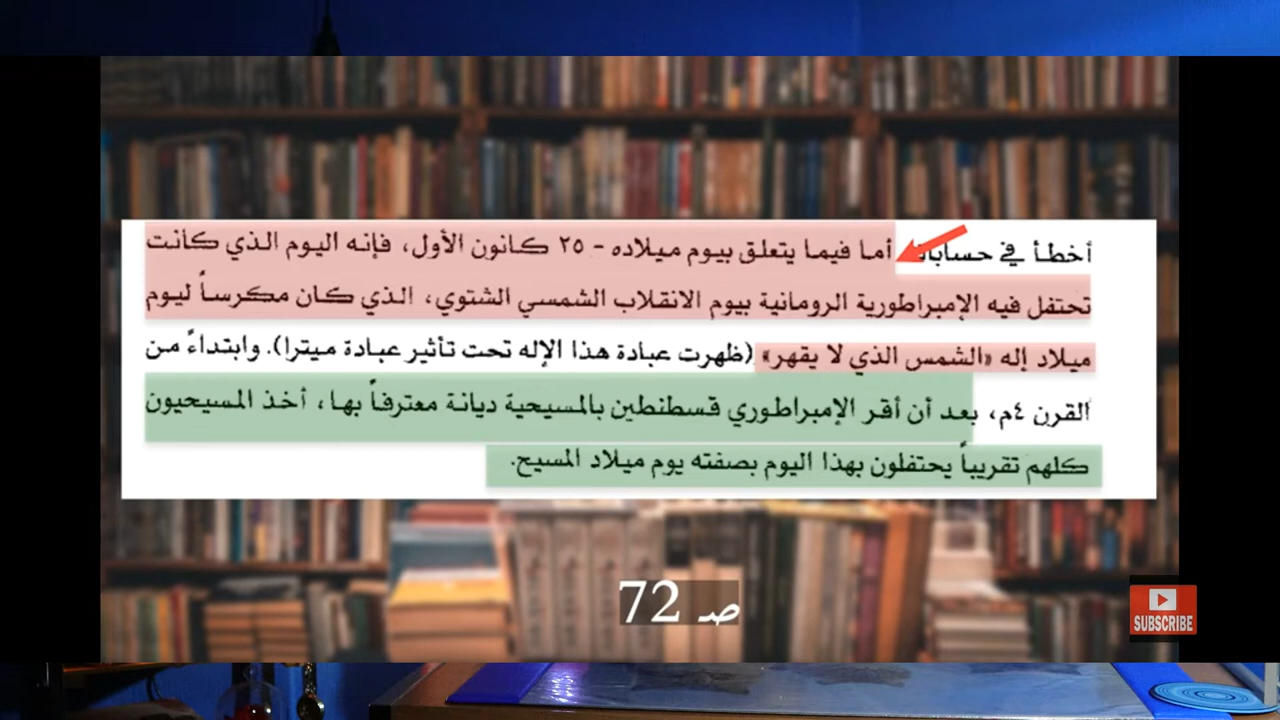 أخطأ في حساباته أما فيما يتعلق بيوم ميلاده - ٢٥ كانون الأول، فإنه اليوم الذي كانت
تحتفل فيه الإمبراطورية الرومانية بيوم الانقلاب الشمسي الشتوي، الذي كان مكرساً ليوم
ميلاد إله «الشمس الذي لا يقهر» (ظهرت عبادة هذا الإله تحت تأثير عبادة ميترا). وابتداءً من
القرن ٤م، بعد أن أقر الإمبراطوري قسطنطين بالمسيحية ديانة معترفاً بها، أخذ المسيحيون
كلهم تقريباً يحتفلون بهذا اليوم بصفته يوم ميلاد المسيح.
صـ 72
SUBSCRIBE